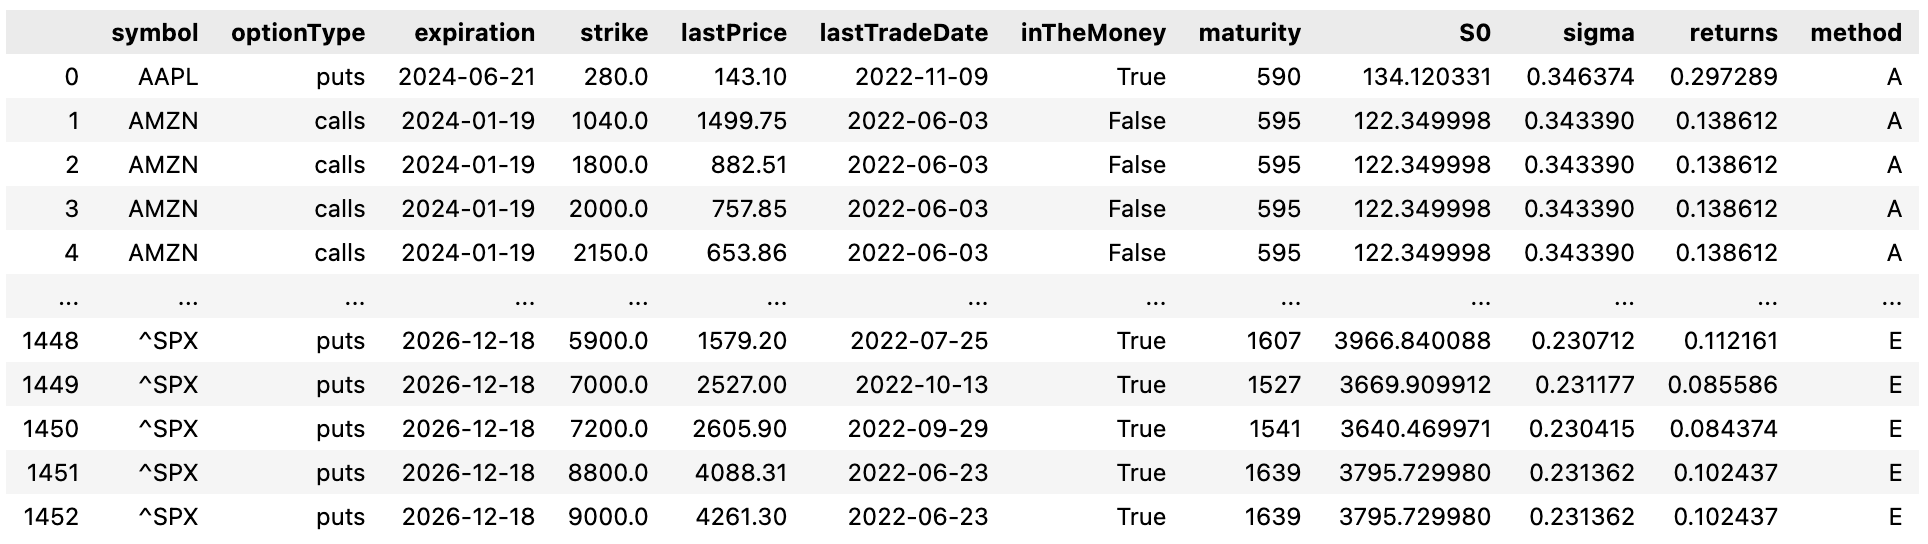 symbol optionType expiration strike lastPrice lastTradeDate inTheMoney maturity S0 sigma returns method
0 AAPL puts 2024-06-21 280.0 143.10 2022-11-09 True 590 134.120331 0.346374 0.297289 A
1 AMZN calls 2024-01-19 1040.0 1499.75 2022-06-03 False 595 122.349998 0.343390 0.138612 A
2 AMZN calls 2024-01-19 1800.0 882.51 2022-06-03 False 595 122.349998 0.343390 0.138612 A
3 AMZN calls 2024-01-19 2000.0 757.85 2022-06-03 False 595 122.349998 0.343390 0.138612 A
4 AMZN calls 2024-01-19 2150.0 653.86 2022-06-03 False 595 122.349998 0.343390 0.138612 A
... ... ... ... ... ... ... ... ... ... ... ... ...
1448 ^SPX puts 2026-12-18 5900.0 1579.20 2022-07-25 True 1607 3966.840088 0.230712 0.112161 E
1449 ^SPX puts 2026-12-18 7000.0 2527.00 2022-10-13 True 1527 3669.909912 0.231177 0.085586 E
1450 ^SPX puts 2026-12-18 7200.0 2605.90 2022-09-29 True 1541 3640.469971 0.230415 0.084374 E
1451 ^SPX puts 2026-12-18 8800.0 4088.31 2022-06-23 True 1639 3795.729980 0.231362 0.102437 E
1452 ^SPX puts 2026-12-18 9000.0 4261.30 2022-06-23 True 1639 3795.729980 0.231362 0.102437 E